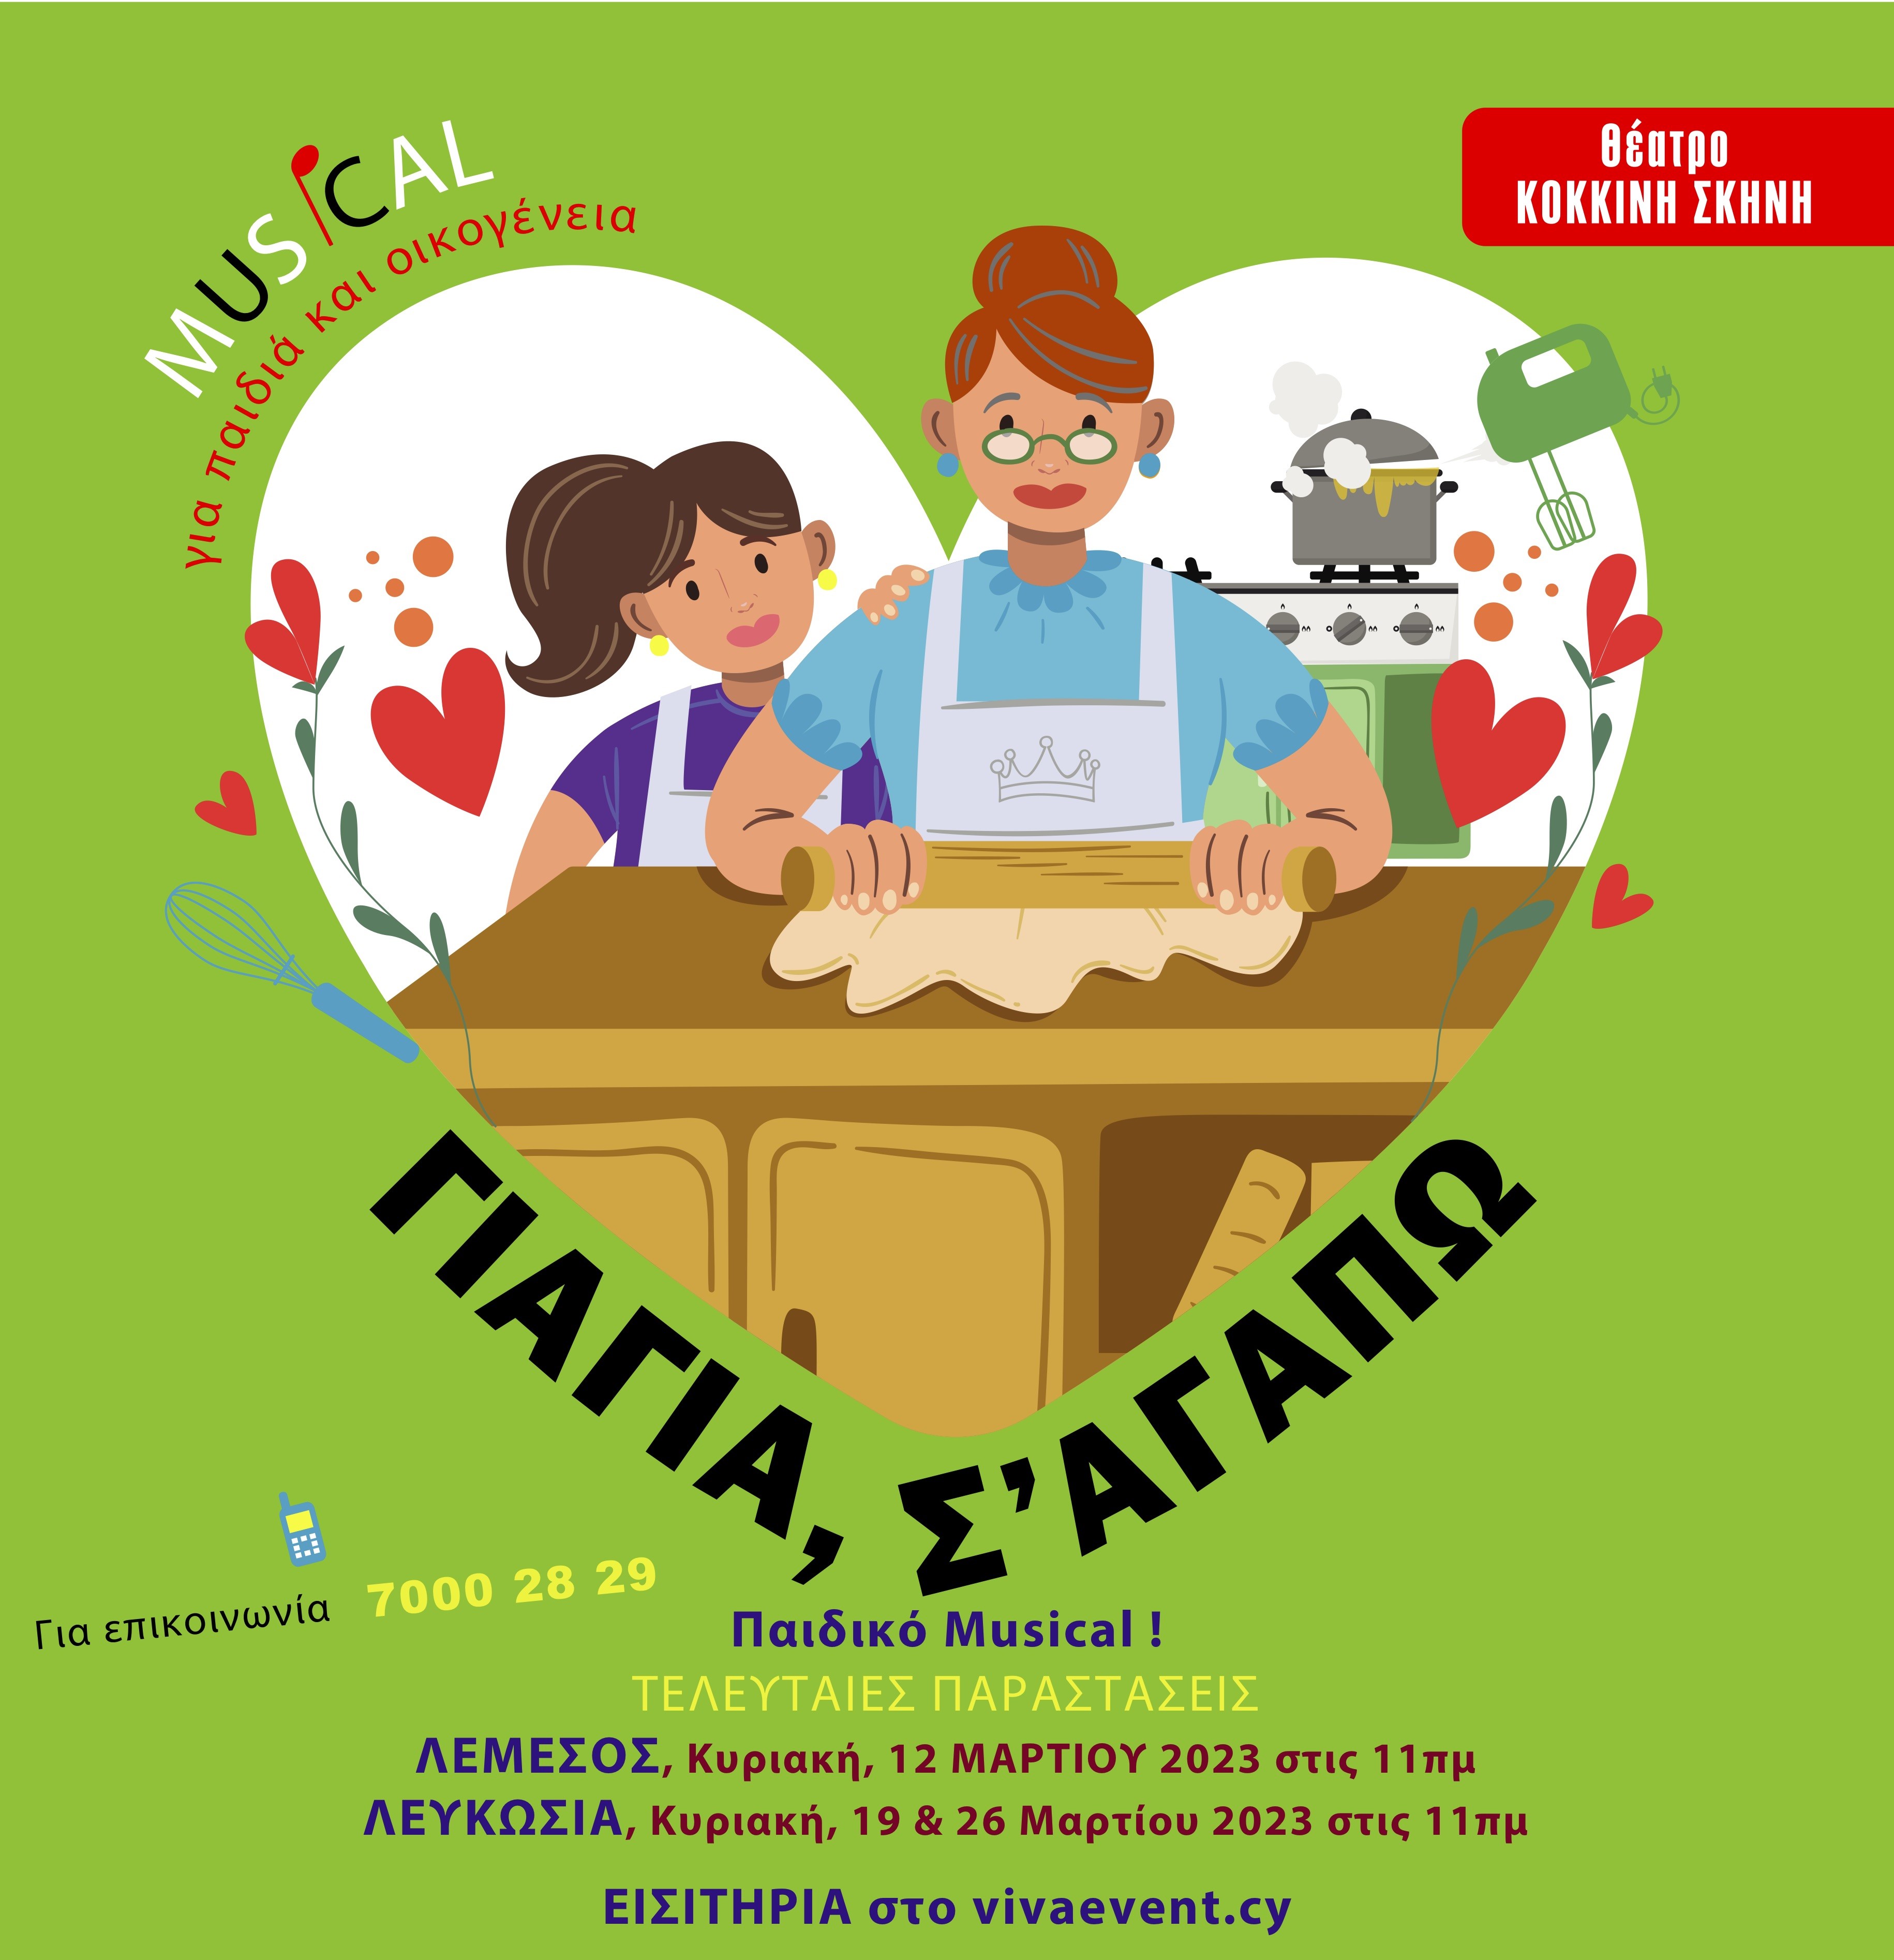 MUSICAL
για παιδιά και οικογένεια
Θέατρο
ΚΟΚΚΙΝΗ ΣΚΗΝΗ
ΓΙΑΓΙΑ, Σ’ΑΓΑΠΩ
Για επικοινωνία 7000 28 29
Παιδικό Musical !
ΤΕΛΕΥΤΑΙΕΣ ΠΑΡΑΣΤΑΣΕΙΣ
ΛΕΜΕΣΟΣ, Κυριακή, 12 ΜΑΡΤΙΟΥ 2023 στις 11πμ
ΛΕΥΚΩΣΙΑ, Κυριακή, 19 & 26 Μαρτίου 2023 στις 11πμ
ΕΙΣΙΤΗΡΙΑ στο vivaevent.cy